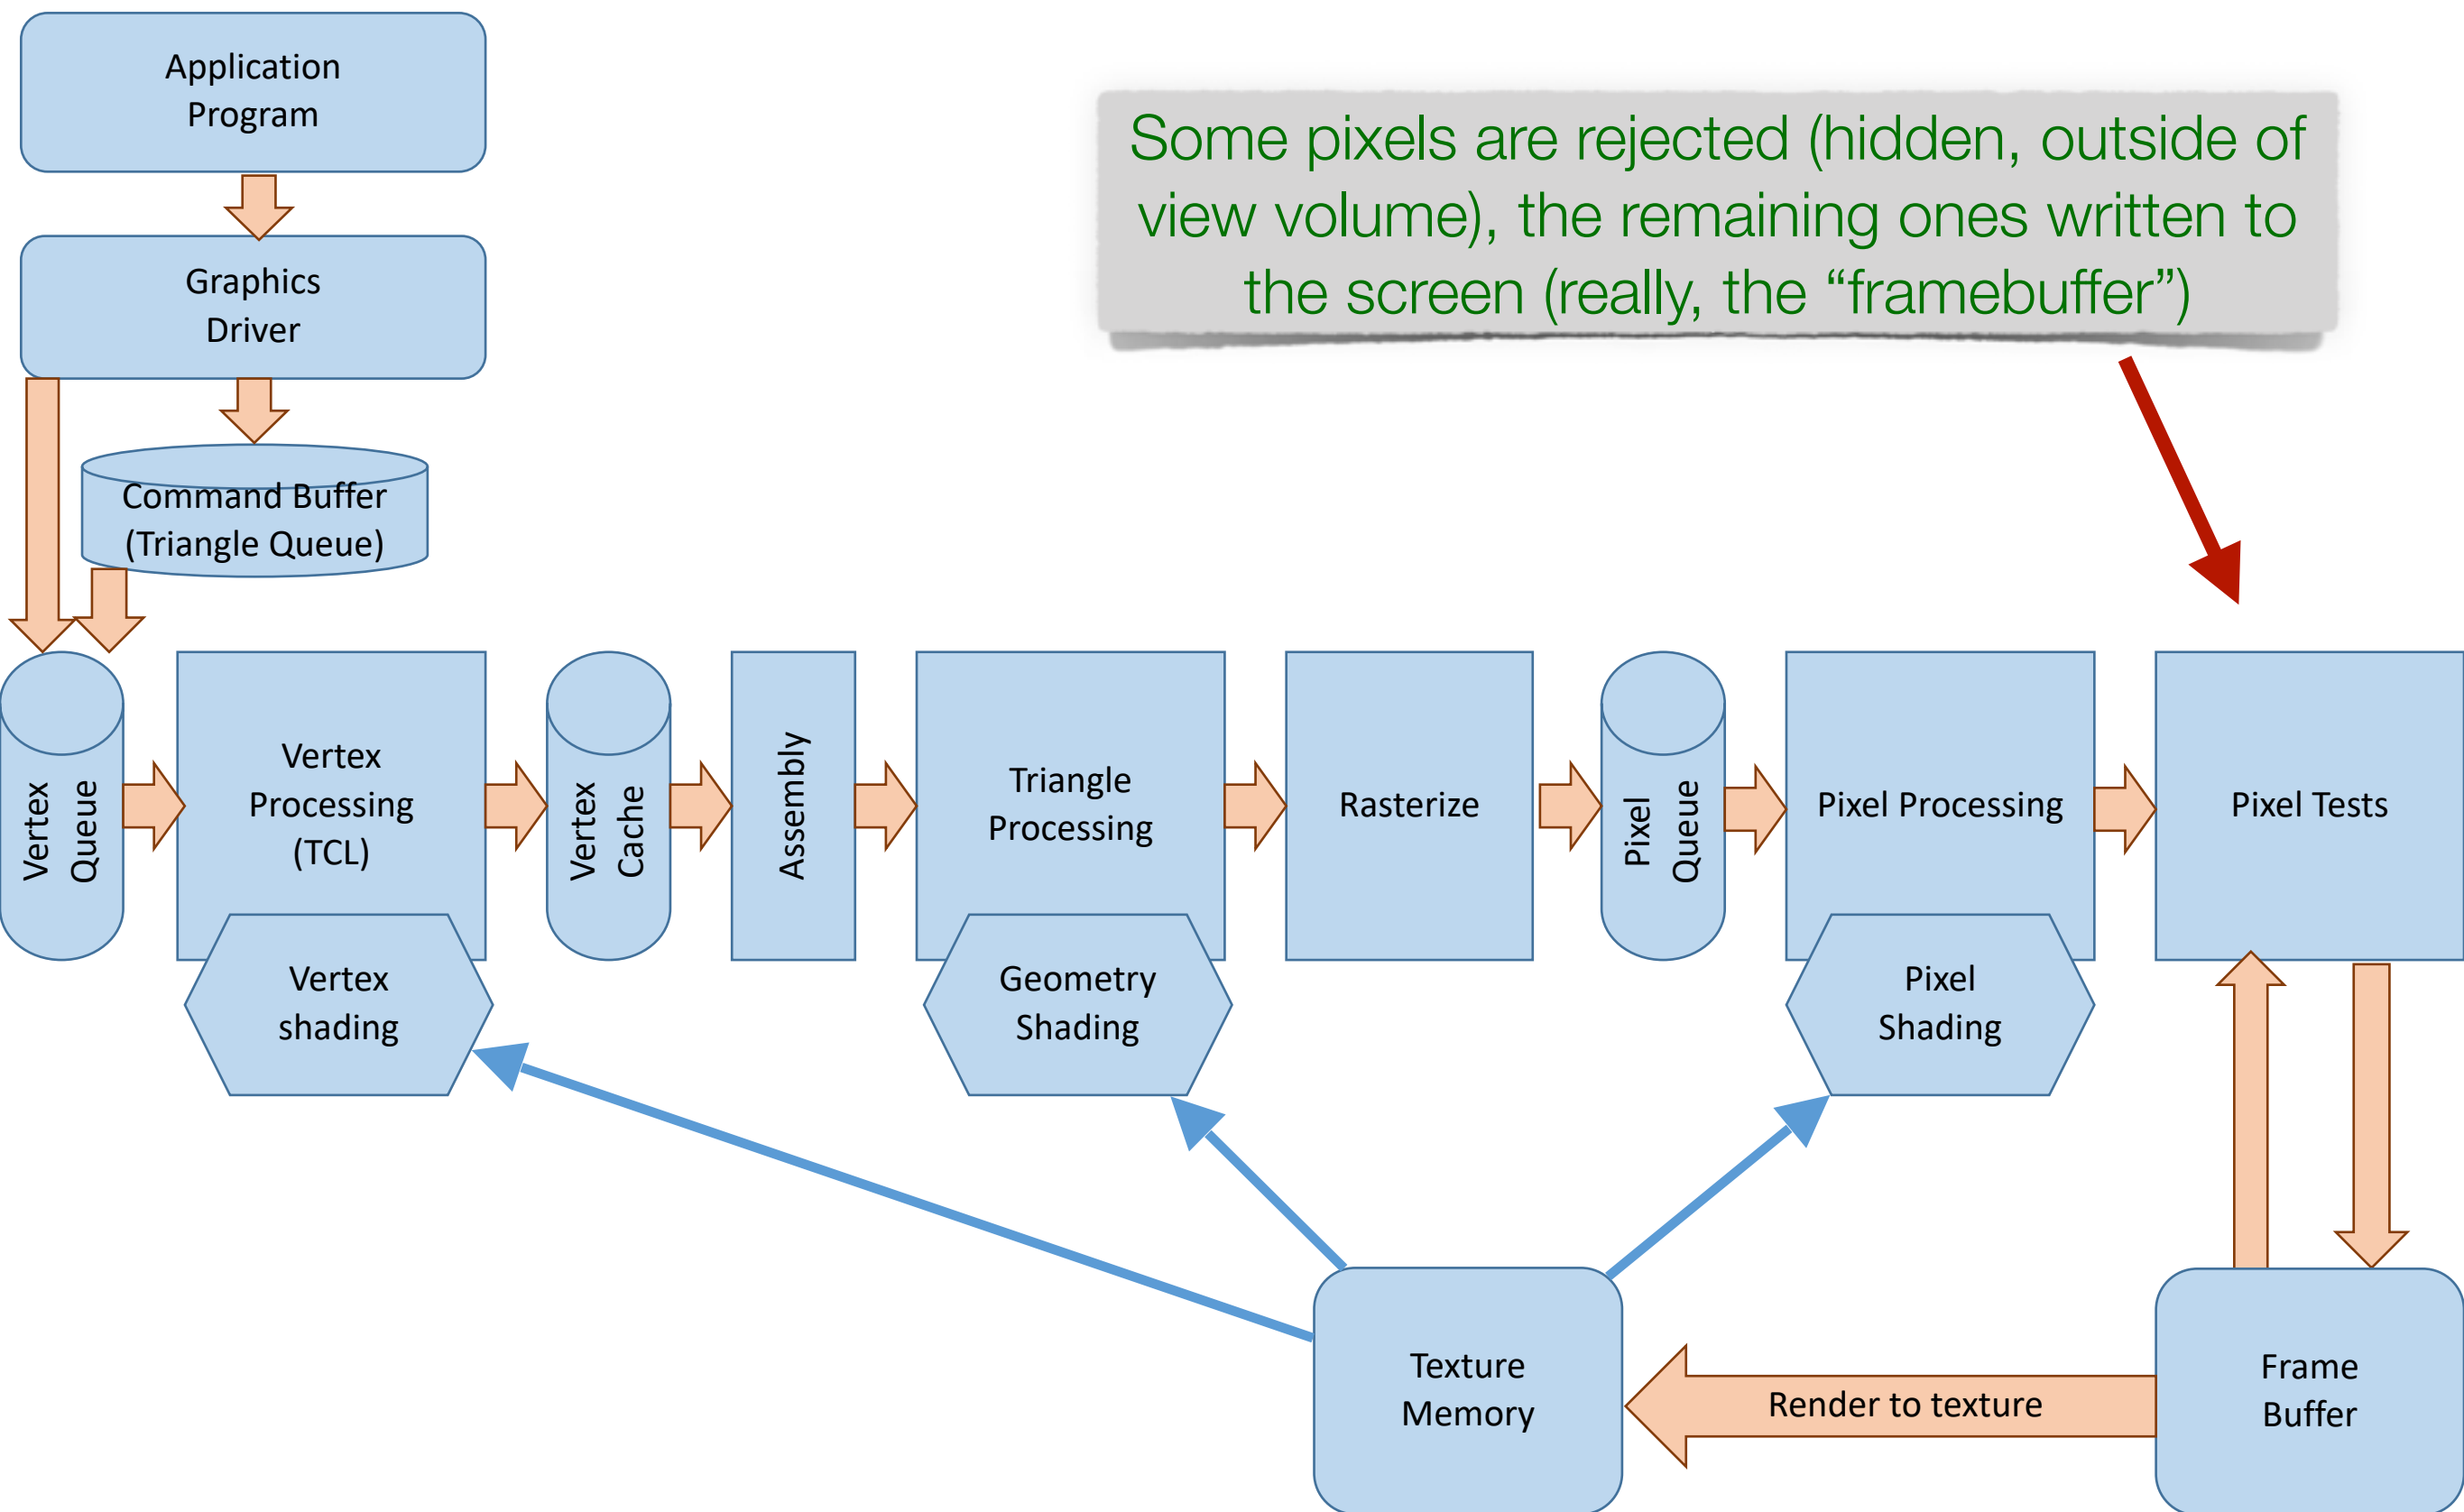 Application
Program
Some pixels are rejected (hidden, outside of
view volume), the remaining ones written to
the screen (really, the “framebuffer”)
Graphics
Driver
Command Buffer
(Triangle Queue)
Vertex
Queue
Vertex
Processing
(TCL)
Vertex
Cache
Assembly
Triangle
Processing
Rasterize
Pixel
Queue
Pixel Processing
Pixel Tests
Vertex
shading
Geometry
Shading
Pixel
Shading
Texture
Memory
Render to texture
Frame
Buffer